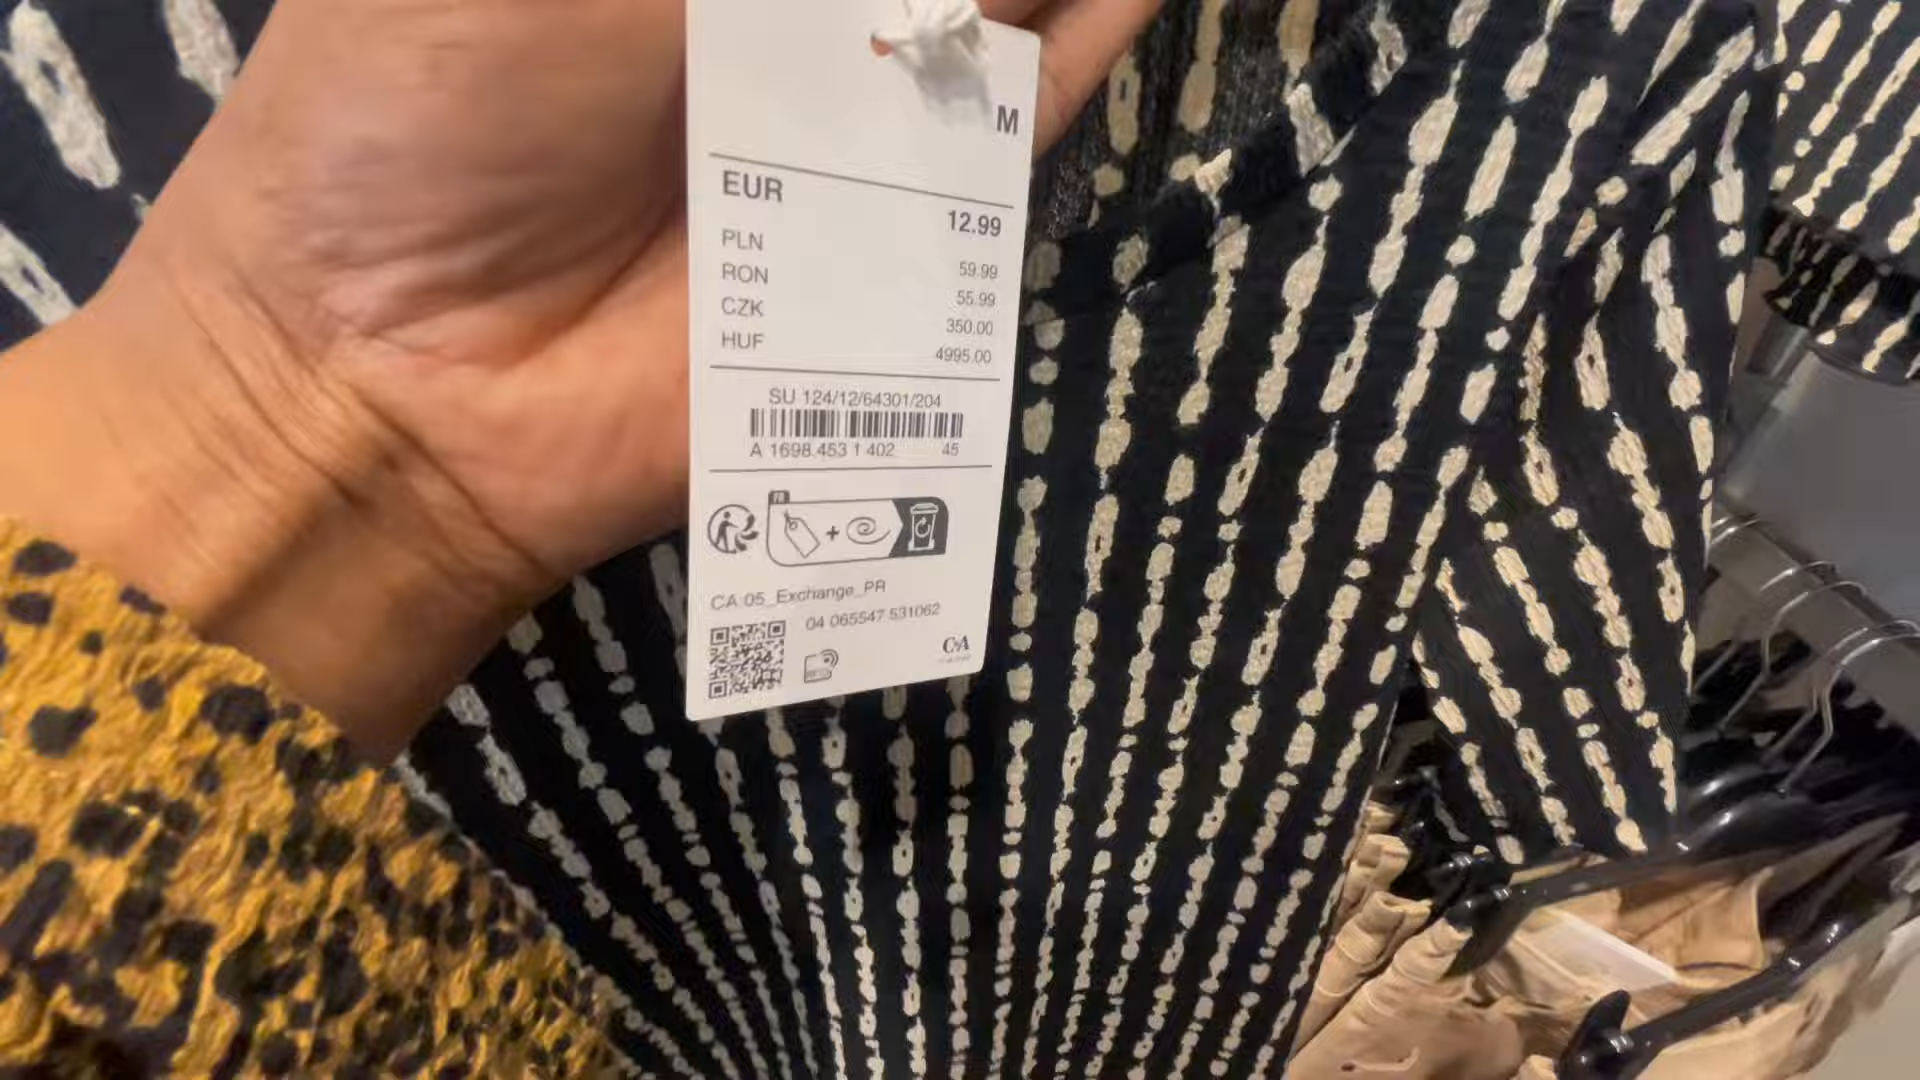 M
EUR 12.99
PLN 59.99
RON 55.99
CZK 350.00
HUF 4995.00
SU 124/12/64301/204
A 1698.453 1 402 45
FR
+
CA 05_Exchange_PR
04 065547 531062
C&A